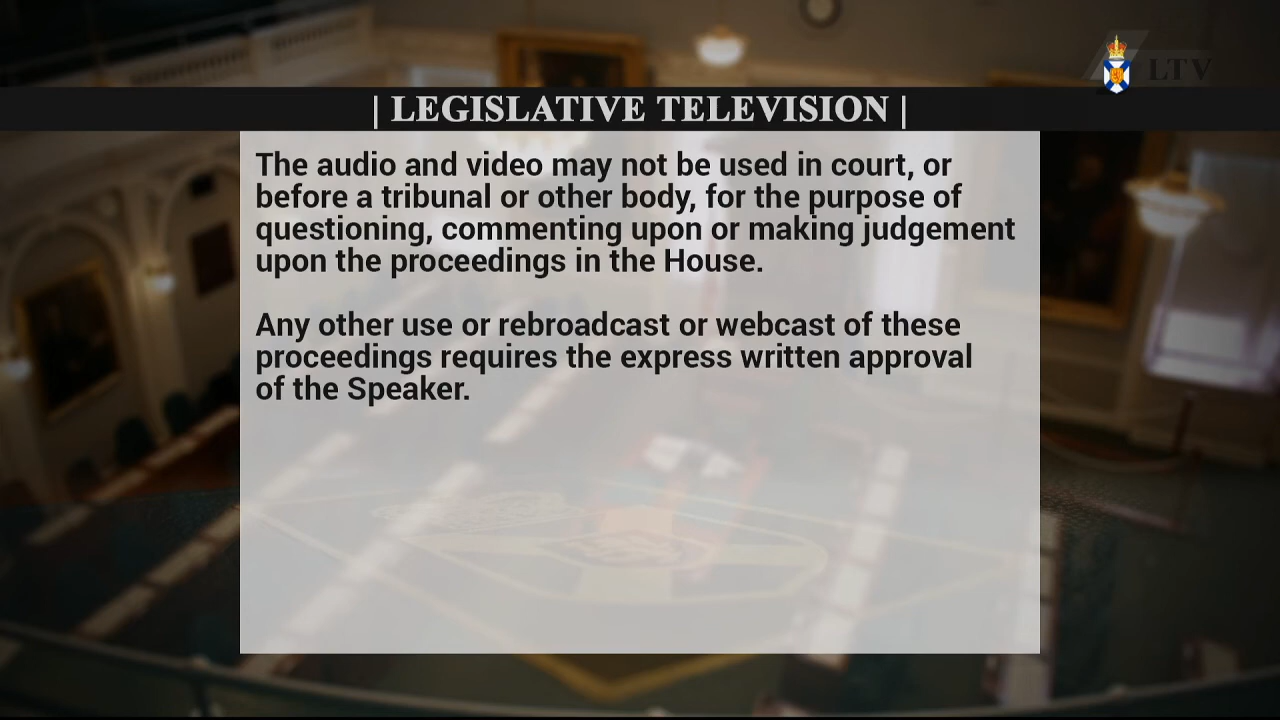 LTV
| LEGISLATIVE TELEVISION |
The audio and video may not be used in court, or
before a tribunal or other body, for the purpose of
questioning, commenting upon or making judgement
upon the proceedings in the House.
Any other use or rebroadcast or webcast of these
proceedings requires the express written approval
of the Speaker.